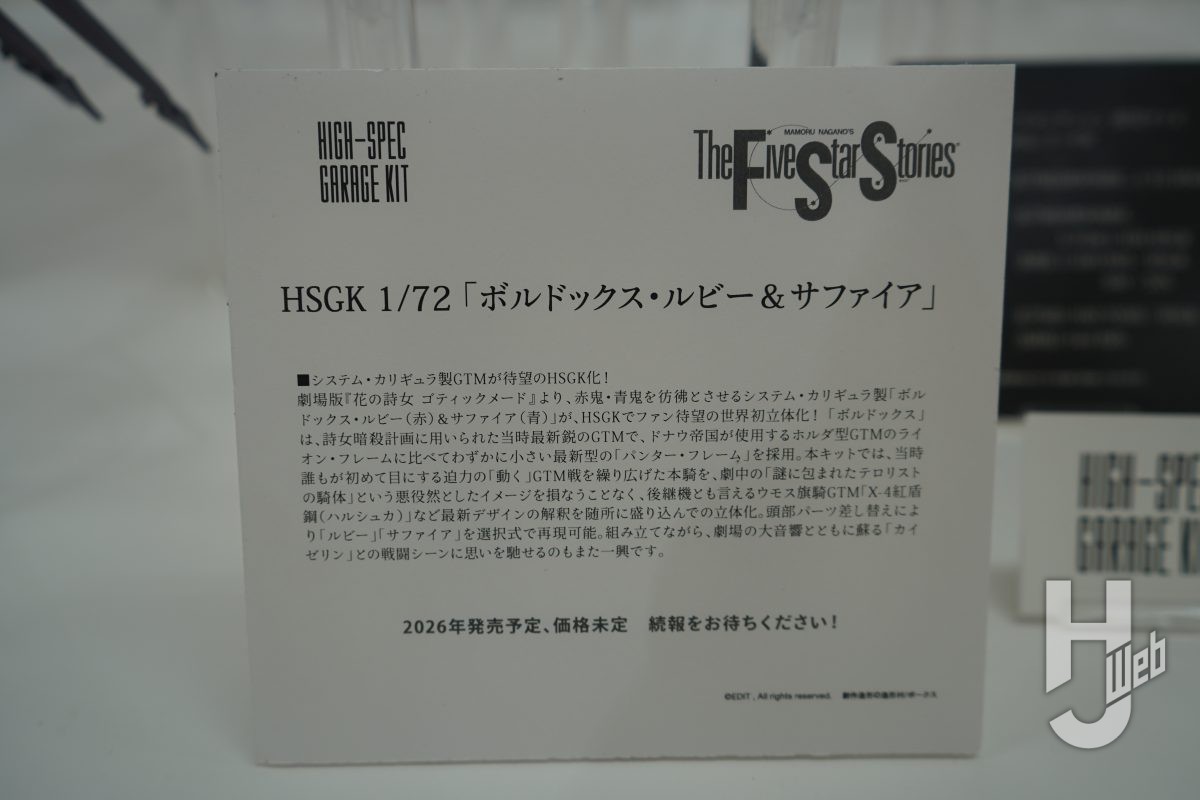 HIGH-SPEC
GARAGE KIT
MAMORU NAGANO'S
The Five Star Stories
HSGK 1/72「ボルドックス・ルビー&サファイア」
■システム・カリギュラ製GTMが待望のHSGK化！
劇場版『花の詩女 ゴティックメード』より、赤鬼・青鬼を彷彿とさせるシステム・カリギュラ製「ボル
ドックス・ルビー（赤）&サファイア（青）」が、HSGKでファン待望の世界初立体化！「ボルドックス」
は、詩女暗殺計画に用いられた当時最新鋭のGTMで、ドナウ帝国が使用するホルダ型GTMのライ
オン・フレームに比べてわずかに小さい最新型の「パンター・フレーム」を採用。本キットでは、当時
誰もが初めて目にする迫力の「動く」GTM戦を繰り広げた本騎を、劇中の「謎に包まれたテロリスト
の騎体」という悪役然としたイメージを損なうことなく、後継機とも言えるウモス旗騎GTM「X-4紅盾
鋼（ハルシュカ）」など最新デザインの解釈を随所に盛り込んでの立体化。頭部パーツ差し替えによ
り「ルビー」「サファイア」を選択式で再現可能。組み立てながら、劇場の大音響とともに蘇る「カイ
ゼリン」との戦闘シーンに思いを馳せるのもまた一興です。
2026年発売予定、価格未定　続報をお待ちください！
©EDIT , All rights reserved.
HIGH-SPE
GARAGE KI
HJ Web